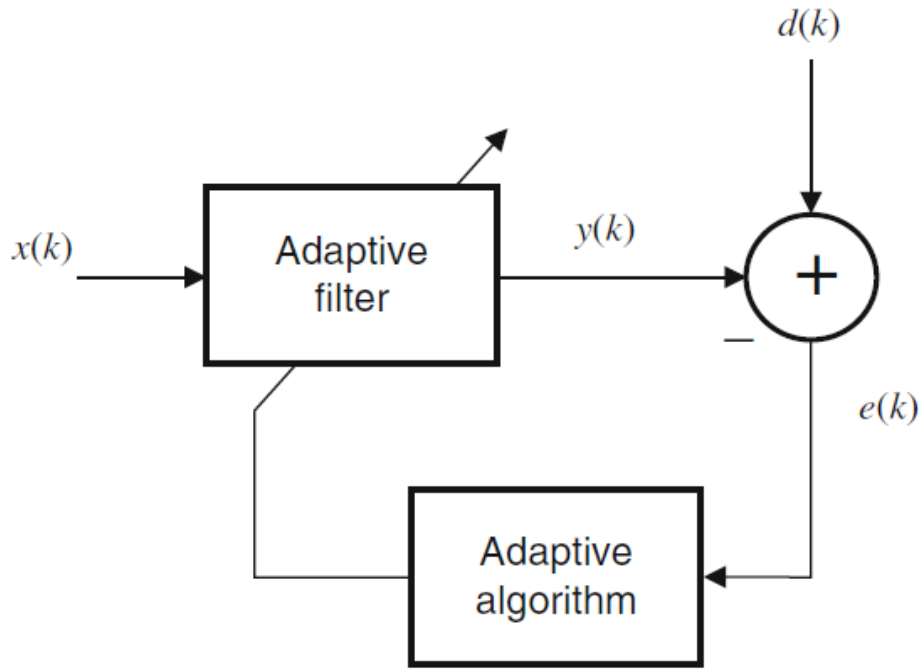 d(k)
x(k)
Adaptive
filter
y(k)
+
−
e(k)
Adaptive
algorithm